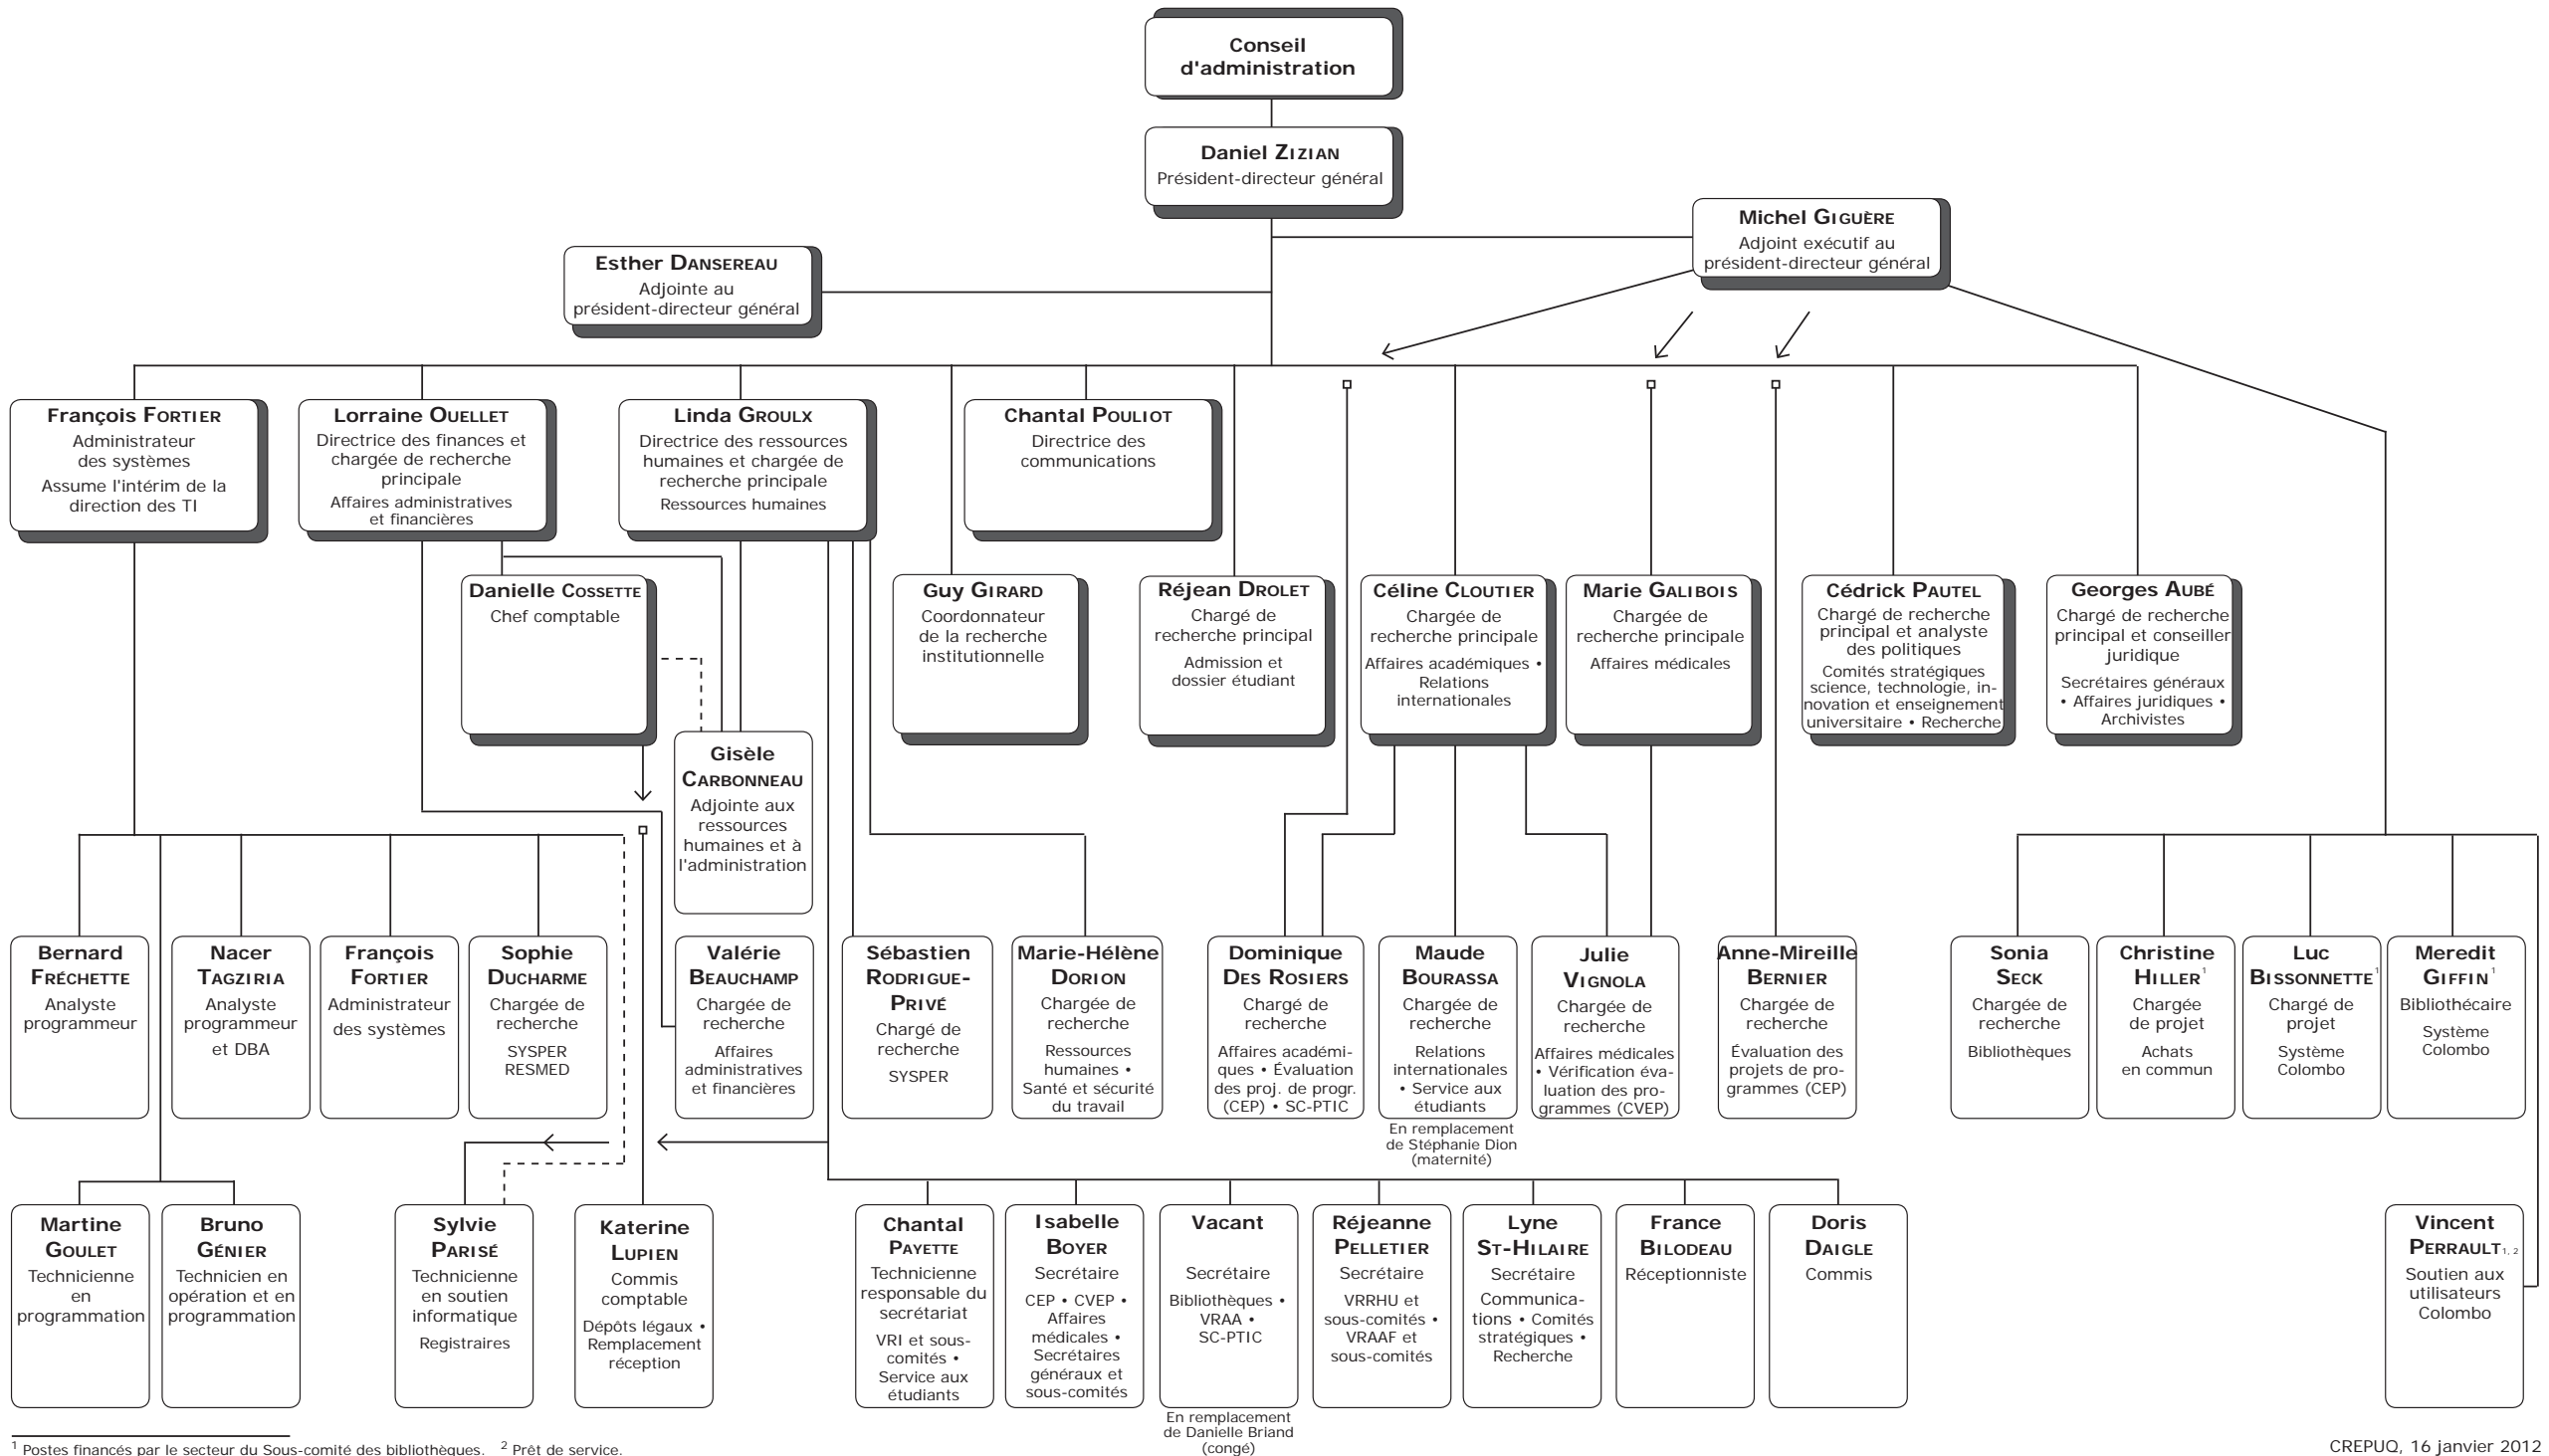 Conseil
d'administration
Daniel ZIZIAN
Président-directeur général
Michel GIGUÈRE
Adjoint exécutif au
président-directeur général
Esther DANSEREAU
Adjointe au
président-directeur général
François FORTIER
Administrateur
des systèmes
Assume l'intérim de la
direction des TI
Lorraine OUELLET
Directrice des finances et
chargée de recherche
principale
Affaires administratives
et financières
Linda GROULX
Directrice des ressources
humaines et chargée de
recherche principale
Ressources humaines
Chantal POULIOT
Directrice des
communications
Danielle COSSETTE
Chef comptable
Guy GIRARD
Coordonnateur
de la recherche
institutionnelle
Réjean DROLET
Chargé de
recherche principal
Admission et
dossier étudiant
Céline CLOUTIER
Chargée de
recherche principale
Affaires académiques •
Relations
internationales
Marie GALIBOIS
Chargée de
recherche principale
Affaires médicales
Cédrick PAUTEL
Chargé de recherche
principal et analyste
des politiques
Comités stratégiques
science, technologie, in-
novation et enseignement
universitaire • Recherche
Georges AUBÉ
Chargé de recherche
principal et conseiller
juridique
Secrétaires généraux
• Affaires juridiques •
Archivistes
Gisèle
CARBONNEAU
Adjointe aux
ressources
humaines et à
l'administration
Bernard
FRÉCHETTE
Analyste
programmeur
Nacer
TAGZIRIA
Analyste
programmeur
et DBA
François
FORTIER
Administrateur
des systèmes
Sophie
DUCHARME
Chargée de
recherche
SYSPER
RESMED
Valérie
BEAUCHAMP
Chargée de
recherche
Affaires
administratives
et financières
Sébastien
RODRIGUE-
PRIVÉ
Chargé de
recherche
SYSPER
Marie-Hélène
DORION
Chargée de
recherche
Ressources
humaines •
Santé et sécurité
du travail
Dominique
DES ROSIERS
Chargé de
recherche
Affaires académi-
ques • Évaluation
des proj. de progr.
(CEP) • SC-PTIC
Maude
BOURASSA
Chargée de
recherche
Relations
internationales
• Service aux
étudiants
En remplacement
de Stéphanie Dion
(maternité)
Julie
VIGNOLA
Chargée de
recherche
Affaires médicales
• Vérification éva-
luation des pro-
grammes (CVEP)
Anne-Mireille
BERNIER
Chargée de
recherche
Évaluation des
projets de pro-
grammes (CEP)
Sonia
SECK
Chargée de
recherche
Bibliothèques
Christine
HILLER¹
Chargée
de projet
Achats
en commun
Luc
BISSONNETTE¹
Chargé de
projet
Système
Colombo
Meredit
GIFFIN¹
Bibliothécaire
Système
Colombo
Martine
GOULET
Technicienne
en
programmation
Bruno
GÉNIER
Technicien en
opération et en
programmation
Sylvie
PARISÉ
Technicienne
en soutien
informatique
Registraires
Katerine
LUPIEN
Commis
comptable
Dépôts légaux •
Remplacement
réception
Chantal
PAYETTE
Technicienne
responsable du
secrétariat
VRI et sous-
comités •
Service aux
étudiants
Isabelle
BOYER
Secrétaire
CEP • CVEP •
Affaires
médicales •
Secrétaires
généraux et
sous-comités
Vacant
Secrétaire
Bibliothèques •
VRAA •
SC-PTIC
En remplacement
de Danielle Briand
(congé)
Réjeanne
PELLETIER
Secrétaire
VRRHU et
sous-comités •
VRAAF et
sous-comités
Lyne
ST-HILAIRE
Secrétaire
Communica-
tions • Comités
stratégiques •
Recherche
France
BILODEAU
Réceptionniste
Doris
DAIGLE
Commis
Vincent
PERRAULT1, 2
Soutien aux
utilisateurs
Colombo
¹ Postes financés par le secteur du Sous-comité des bibliothèques. ² Prêt de service.
CREPUQ, 16 janvier 2012